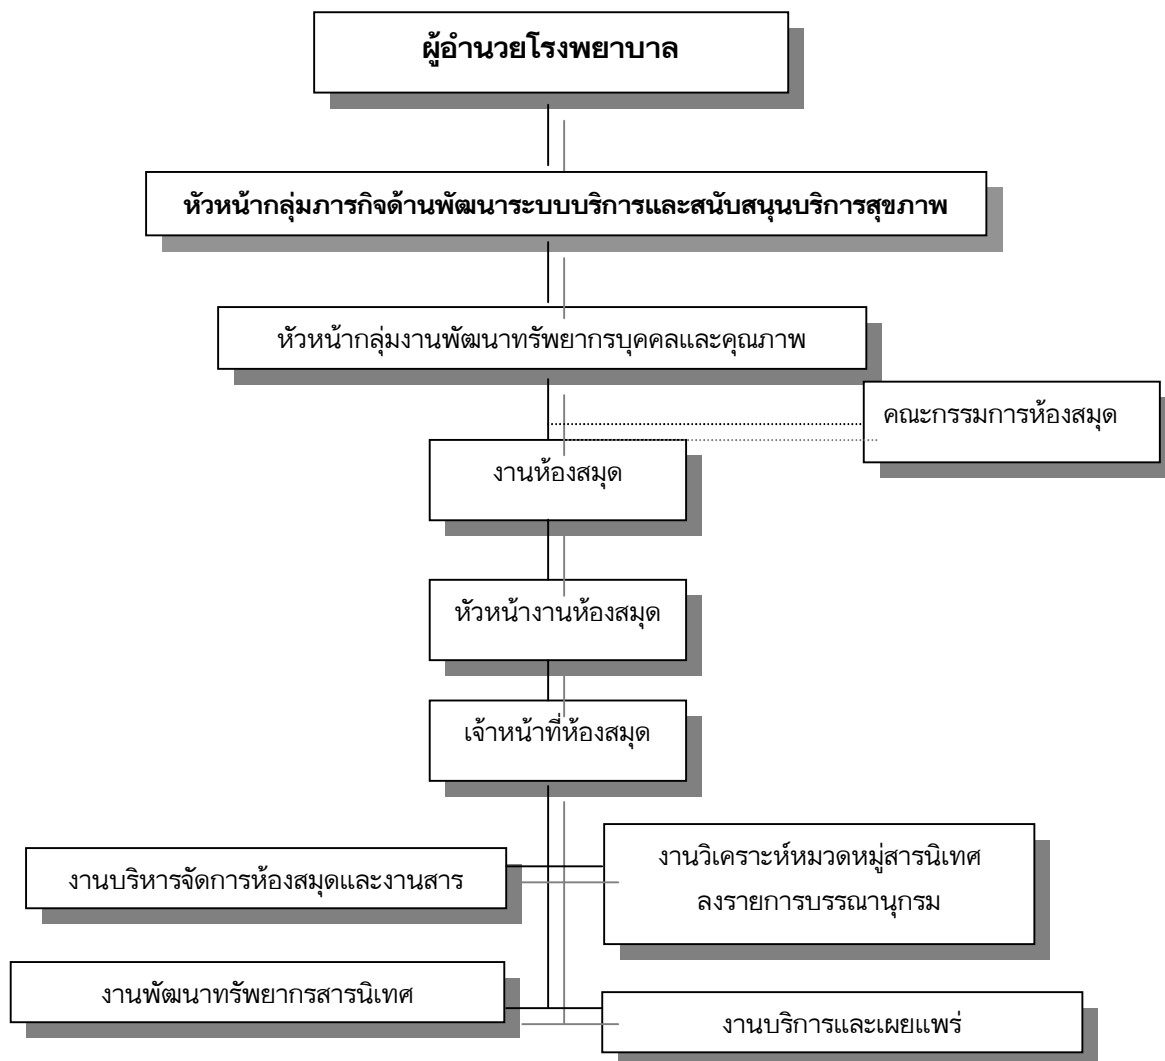 ผู้อำนวยโรงพยาบาล
หัวหน้ากลุ่มภารกิจด้านพัฒนาระบบบริการและสนับสนุนบริการสุขภาพ
หัวหน้ากลุ่มงานพัฒนาทรัพยากรบุคคลและคุณภาพ
คณะกรรมการห้องสมุด
งานห้องสมุด
หัวหน้างานห้องสมุด
เจ้าหน้าที่ห้องสมุด
งานบริหารจัดการห้องสมุดและงานสาร
งานวิเคราะห์หมวดหมู่สารนิเทศ
ลงรายการบรรณานุกรม
งานพัฒนาทรัพยากรสารนิเทศ
งานบริการและเผยแพร่